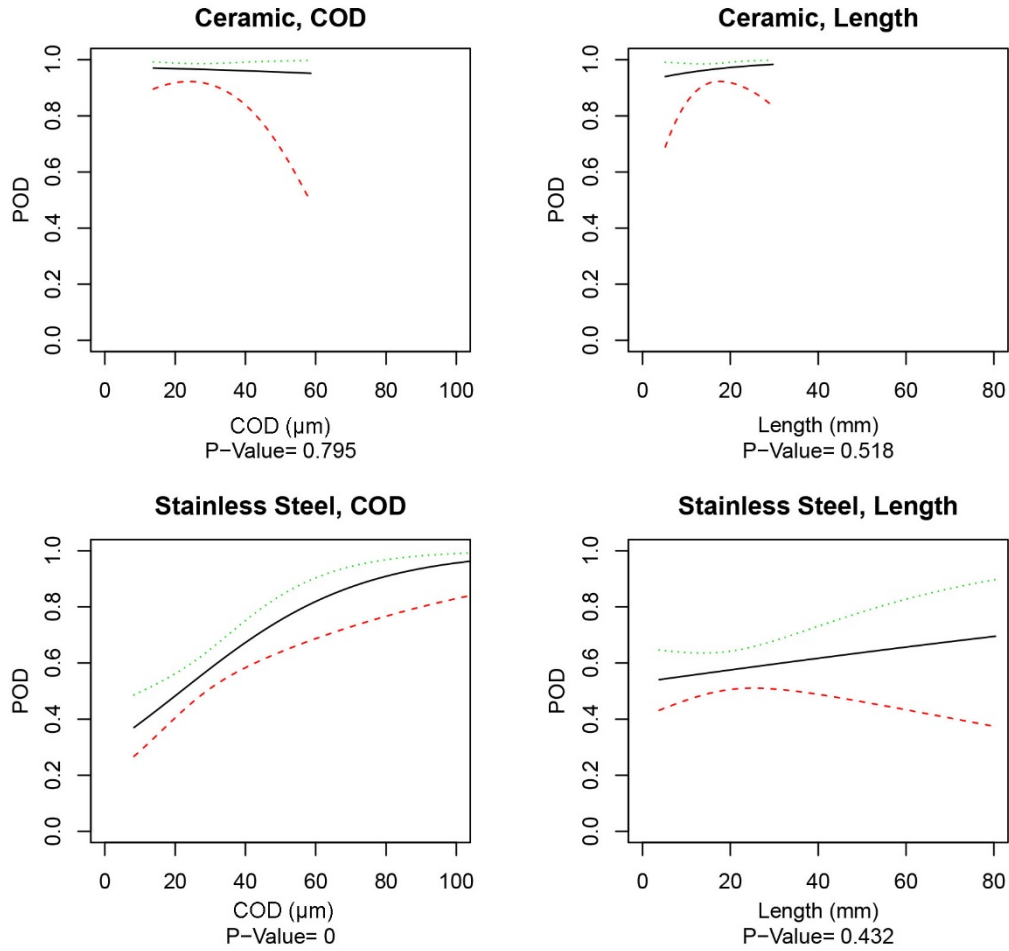 Ceramic, COD
POD
0.0 0.2 0.4 0.6 0.8 1.0
0 20 40 60 80 100
COD (µm)
P−Value= 0.795
Ceramic, Length
POD
0.0 0.2 0.4 0.6 0.8 1.0
0 20 40 60 80
Length (mm)
P−Value= 0.518
Stainless Steel, COD
POD
0.0 0.2 0.4 0.6 0.8 1.0
0 20 40 60 80 100
COD (µm)
P−Value= 0
Stainless Steel, Length
POD
0.0 0.2 0.4 0.6 0.8 1.0
0 20 40 60 80
Length (mm)
P−Value= 0.432